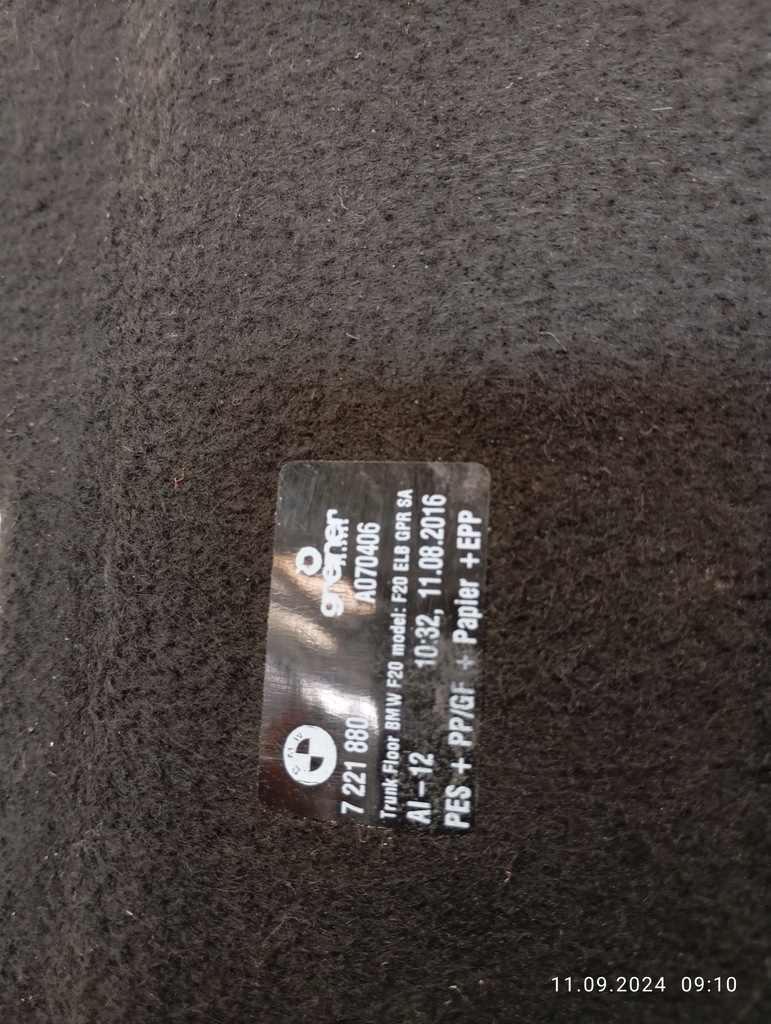 BMW
greiner
7 221 880
A070406
Trunk Floor BMW F20 model: F20 ELB GPR SA
AI-12 10:32, 11.08.2016
PES + PP/GF + Papier + EPP
11.09.2024 09:10